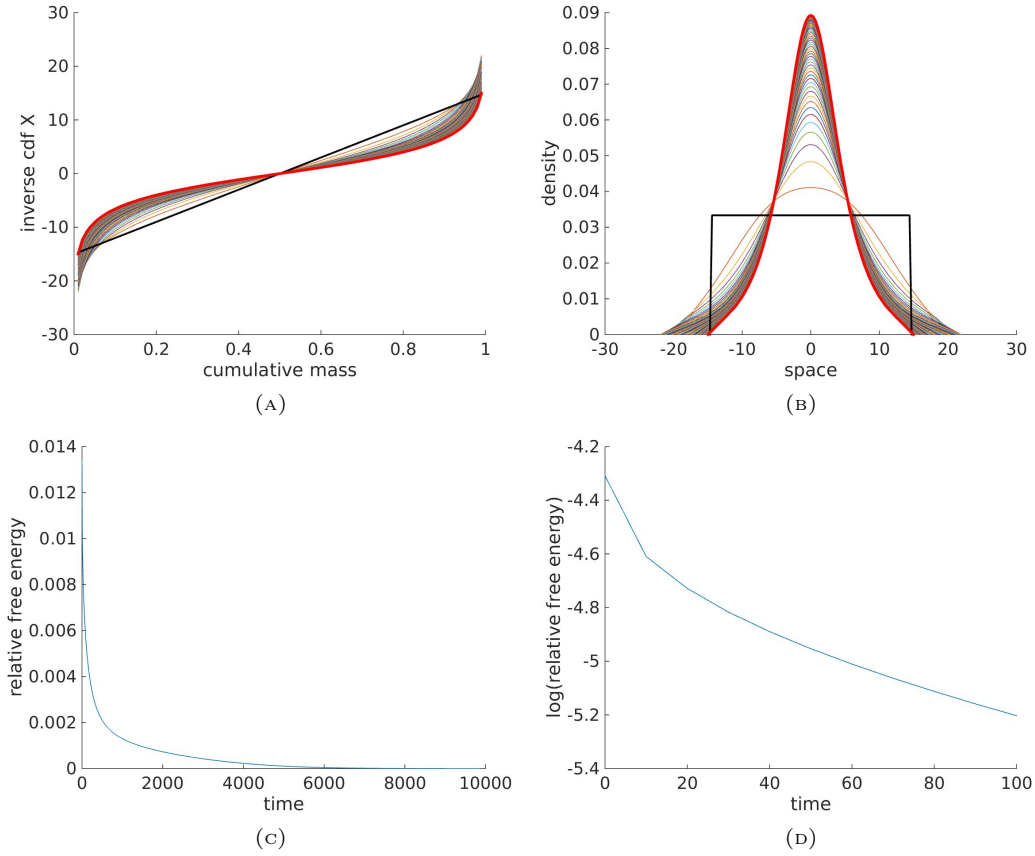 30
20
10
0
-10
-20
-30
inverse cdf X
0 0.2 0.4 0.6 0.8 1
cumulative mass
(A)
0.09
0.08
0.07
0.06
0.05
0.04
0.03
0.02
0.01
0
density
-30 -20 -10 0 10 20 30
space
(B)
0.014
0.012
0.01
0.008
0.006
0.004
0.002
0
relative free energy
0 2000 4000 6000 8000 10000
time
(C)
-4.2
-4.4
-4.6
-4.8
-5
-5.2
-5.4
log(relative free energy)
0 20 40 60 80 100
time
(D)